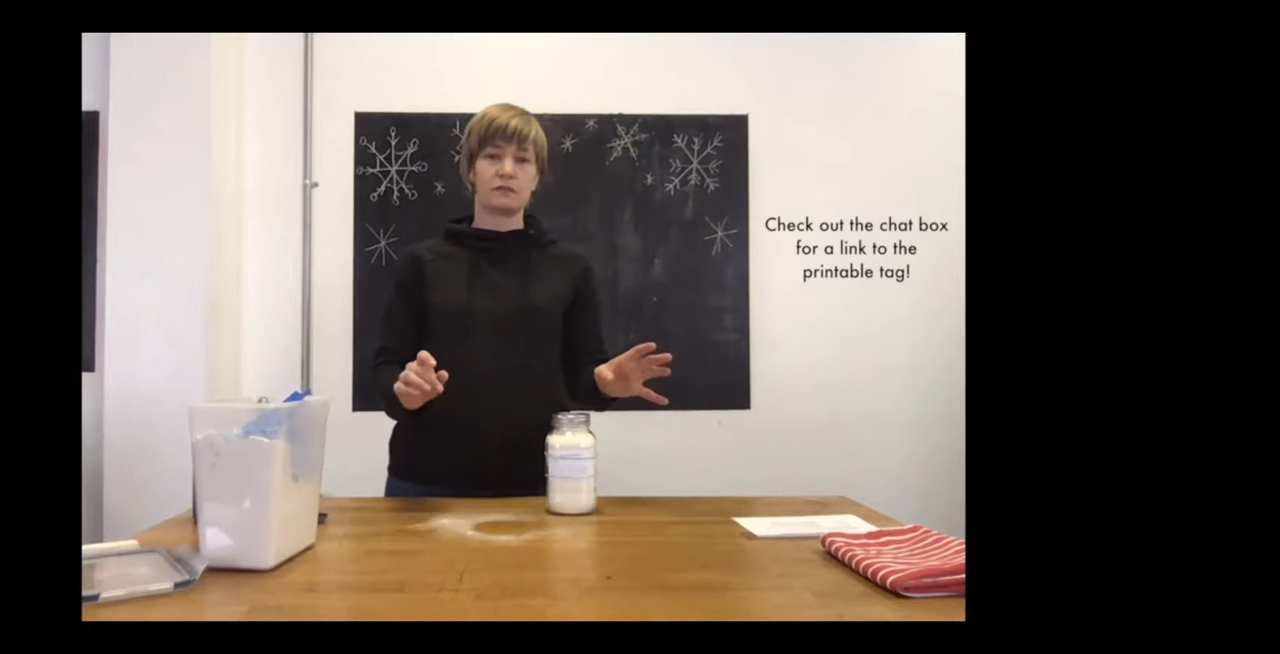 Check out the chat box
for a link to the
printable tag!